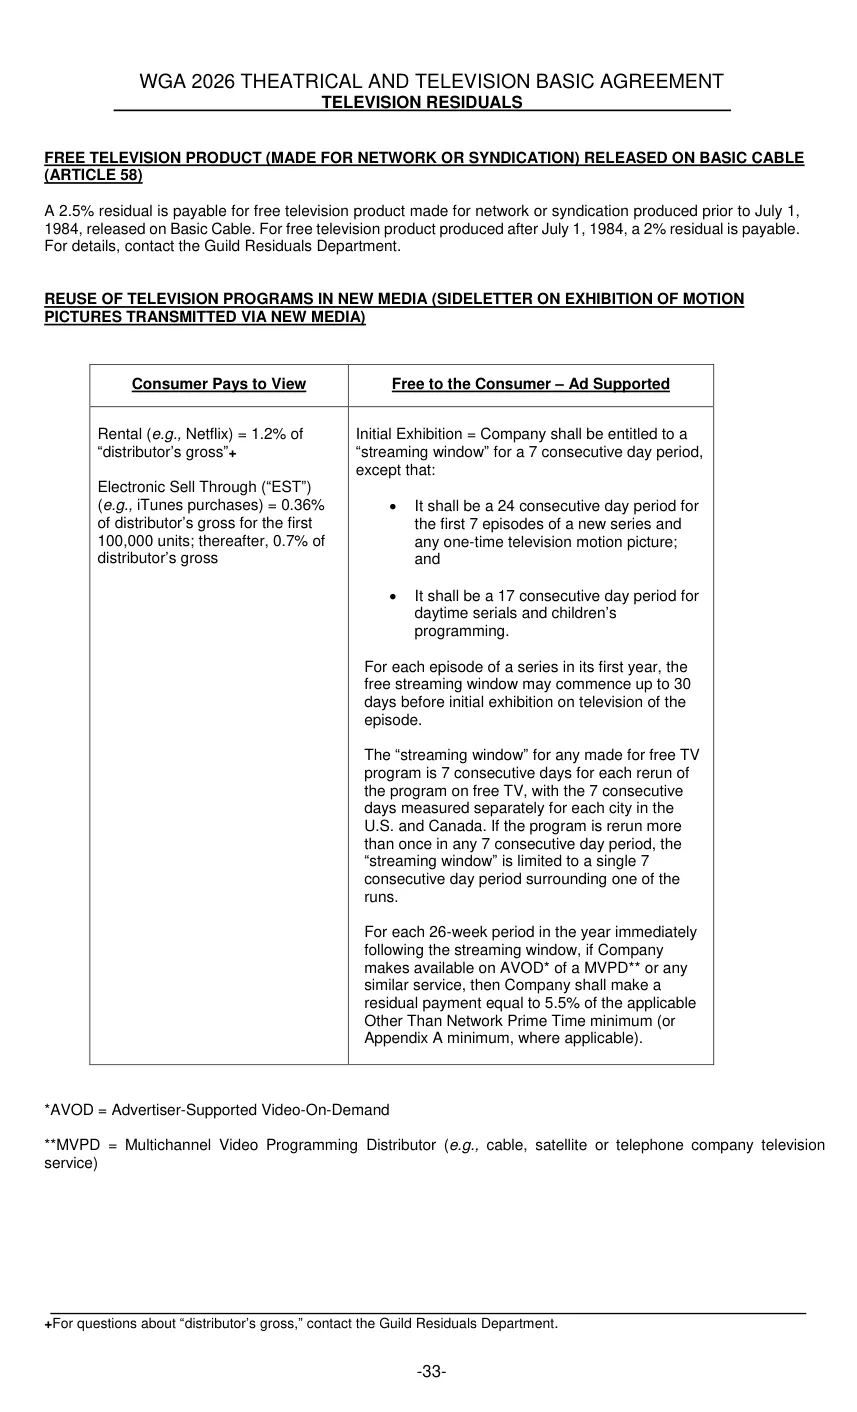 WGA 2026 THEATRICAL AND TELEVISION BASIC AGREEMENT
TELEVISION RESIDUALS
FREE TELEVISION PRODUCT (MADE FOR NETWORK OR SYNDICATION) RELEASED ON BASIC CABLE
(ARTICLE 58)
A 2.5% residual is payable for free television product made for network or syndication produced prior to July 1,
1984, released on Basic Cable. For free television product produced after July 1, 1984, a 2% residual is payable.
For details, contact the Guild Residuals Department.
REUSE OF TELEVISION PROGRAMS IN NEW MEDIA (SIDELETTER ON EXHIBITION OF MOTION
PICTURES TRANSMITTED VIA NEW MEDIA)
Consumer Pays to View
Rental (e.g., Netflix) = 1.2% of
“distributor’s gross”+
Electronic Sell Through (“EST”)
(e.g., iTunes purchases) = 0.36%
of distributor’s gross for the first
100,000 units; thereafter, 0.7% of
distributor’s gross
Free to the Consumer – Ad Supported
Initial Exhibition = Company shall be entitled to a
“streaming window” for a 7 consecutive day period,
except that:
• It shall be a 24 consecutive day period for
the first 7 episodes of a new series and
any one-time television motion picture;
and
• It shall be a 17 consecutive day period for
daytime serials and children’s
programming.
For each episode of a series in its first year, the
free streaming window may commence up to 30
days before initial exhibition on television of the
episode.
The “streaming window” for any made for free TV
program is 7 consecutive days for each rerun of
the program on free TV, with the 7 consecutive
days measured separately for each city in the
U.S. and Canada. If the program is rerun more
than once in any 7 consecutive day period, the
“streaming window” is limited to a single 7
consecutive day period surrounding one of the
runs.
For each 26-week period in the year immediately
following the streaming window, if Company
makes available on AVOD* of a MVPD** or any
similar service, then Company shall make a
residual payment equal to 5.5% of the applicable
Other Than Network Prime Time minimum (or
Appendix A minimum, where applicable).
*AVOD = Advertiser-Supported Video-On-Demand
**MVPD = Multichannel Video Programming Distributor (e.g., cable, satellite or telephone company television
service)
+For questions about “distributor’s gross,” contact the Guild Residuals Department.
-33-